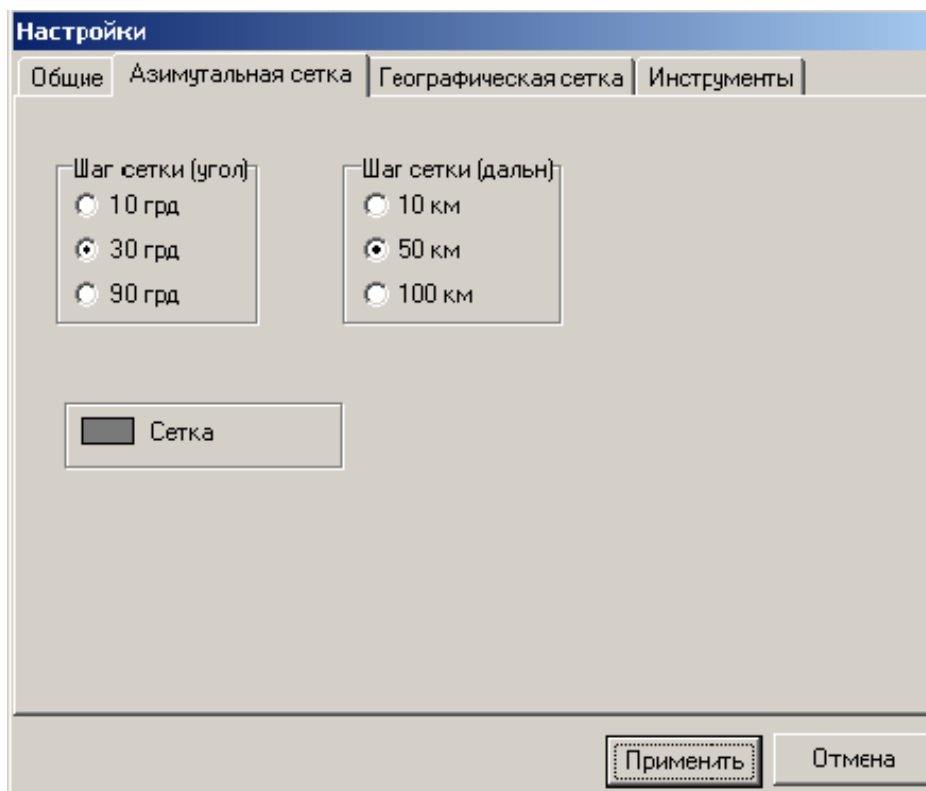 Настройки
Общие Азимутальная сетка Географическая сетка Инструменты
Шаг сетки (угол) Шаг сетки (дальн)
10 грд 10 км
30 грд 50 км
90 грд 100 км
Сетка
Применить Отмена